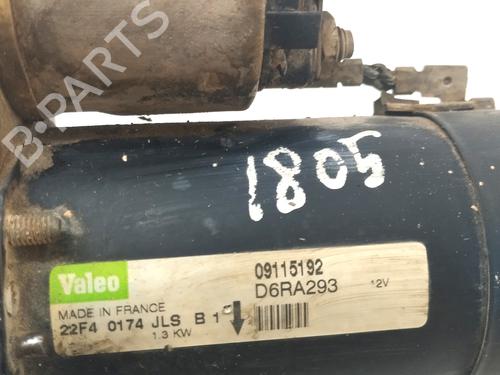 B-PARTS
1805
Valeo
09115192
D6RA293
12V
MADE IN FRANCE
22F4 0174 JLS B 1
1.3 KW